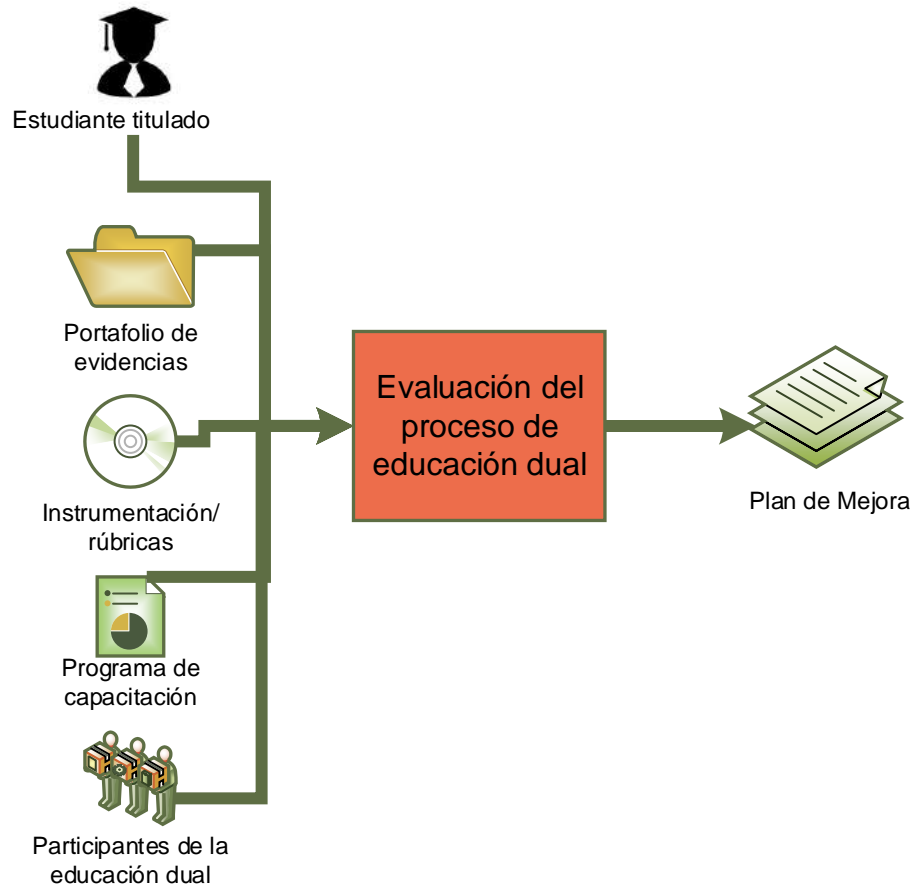 Estudiante titulado
Portafolio de
evidencias
Instrumentación/
rúbricas
Programa de
capacitación
Participantes de la
educación dual
Evaluación del
proceso de
educación dual
Plan de Mejora